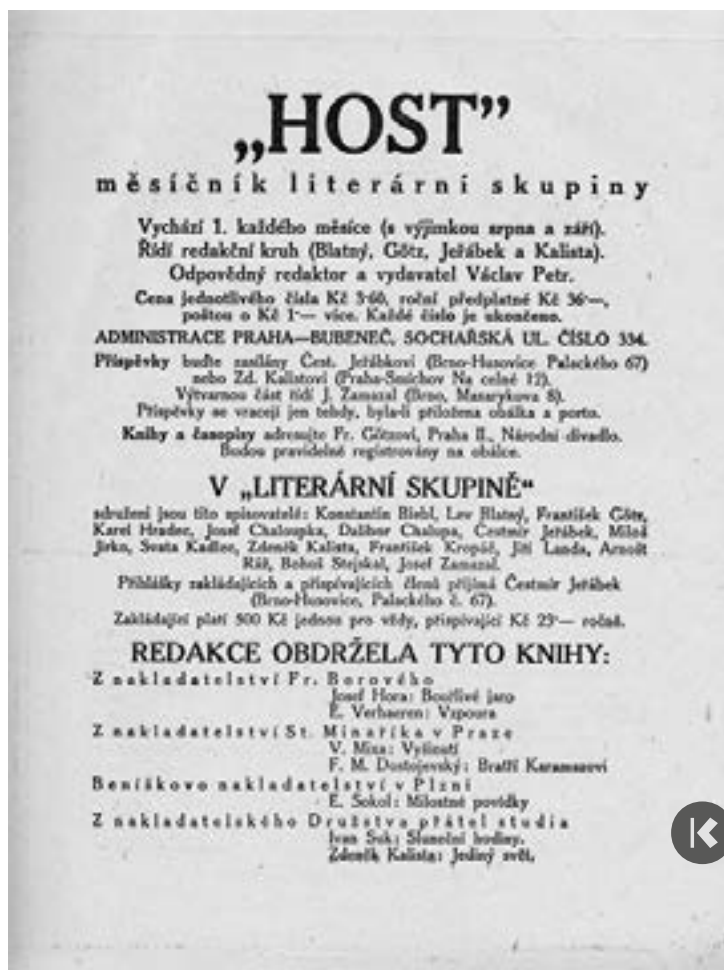 „HOST”
měsíčník literární skupiny
Vychází 1. každého měsíce (s výjimkou srpna a září).
Řídí redakční kruh (Blatný, Götz, Jeřábek a Kalista).
Odpovědný redaktor a vydavatel Václav Petr.
Cena jednotlivého čísla Kč 3·60, roční předplatné Kč 36·—,
poštou o Kč 1·— více. Každé číslo je ukončeno.
ADMINISTRACE PRAHA—BUBENEČ, SOCHAŘSKÁ UL. ČÍSLO 334.
Příspěvky buďte zasílány Čest. Jeřábkovi (Brno-Husovice Palackého 67)
nebo Zd. Kalistovi (Praha-Smíchov Na celné 12).
Výtvarnou část řídí J. Zamazal (Brno, Masarykova 8).
Příspěvky se vracejí jen tehdy, byla-li přiložena obálka a porto.
Knihy a časopisy adresujte Fr. Götzovi, Praha II., Národní divadlo.
Budou pravidelně registrovány na obálce.
V „LITERÁRNÍ SKUPINĚ“
sdruženi jsou tito spisovatelé: Konstantin Biebl, Lev Blatný, František Götz,
Karel Hradec, Josef Chaloupka, Dalibor Chalupa, Čestmír Jeřábek, Miloš
Jirko, Svata Kadlec, Zdeněk Kalista, František Kropáč, Jiří Landa, Arnošt
Ráž, Bohuš Stejskal, Josef Zamazal.
Přihlášky zakládajících a přispívajících členů přijímá Čestmír Jeřábek
(Brno-Husovice, Palackého č. 67).
Zakládající platí 500 Kč jednou pro vždy, přispívající Kč 25·— ročně.
REDAKCE OBDRŽELA TYTO KNIHY:
Z nakladatelství Fr. Borového
Josef Hora: Bouřlivé jaro
E. Verhaeren: Vzpoura
Z nakladatelství St. Minaříka v Praze
V. Mixa: Vyšinutí
F. M. Dostojevský: Bratři Karamazovi
Beníškovo nakladatelství v Plzni
E. Sokol: Milostné povídky
Z nakladatelského Družstva přátel studia
Ivan Suk: Sluneční hodiny.
Zdeněk Kalista: Jediný svět.